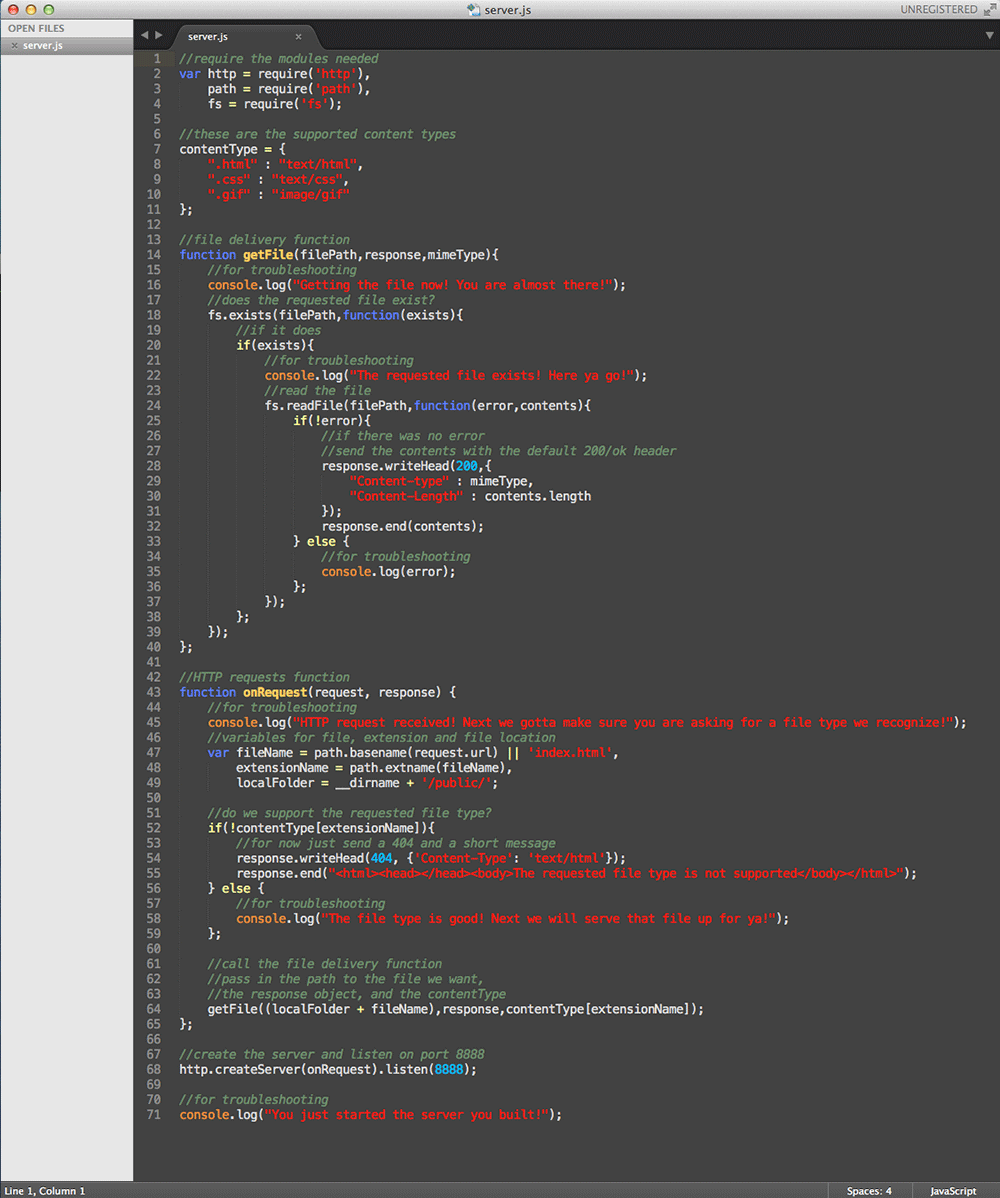 server.js
UNREGISTERED
OPEN FILES
× server.js
server.js ×
1 //require the modules needed
2 var http = require('http'),
3     path = require('path'),
4     fs = require('fs');
5
6 //these are the supported content types
7 contentType = {
8     ".html" : "text/html",
9     ".css" : "text/css",
10     ".gif" : "image/gif"
11 };
12
13 //file delivery function
14 function getFile(filePath,response,mimeType){
15     //for troubleshooting
16     console.log("Getting the file now! You are almost there!");
17     //does the requested file exist?
18     fs.exists(filePath,function(exists){
19         //if it does
20         if(exists){
21             //for troubleshooting
22             console.log("The requested file exists! Here ya go!");
23             //read the file
24             fs.readFile(filePath,function(error,contents){
25                 if(!error){
26                     //if there was no error
27                     //send the contents with the default 200/ok header
28                     response.writeHead(200,{
29                         "Content-type" : mimeType,
30                         "Content-Length" : contents.length
31                     });
32                     response.end(contents);
33                 } else {
34                     //for troubleshooting
35                     console.log(error);
36                 };
37             });
38         };
39     });
40 };
41
42 //HTTP requests function
43 function onRequest(request, response) {
44     //for troubleshooting
45     console.log("HTTP request received! Next we gotta make sure you are asking for a file type we recognize!");
46     //variables for file, extension and file location
47     var fileName = path.basename(request.url) || 'index.html',
48         extensionName = path.extname(fileName),
49         localFolder = __dirname + '/public/';
50
51     //do we support the requested file type?
52     if(!contentType[extensionName]){
53         //for now just send a 404 and a short message
54         response.writeHead(404, {'Content-Type': 'text/html'});
55         response.end("<html><head></head><body>The requested file type is not supported</body></html>");
56     } else {
57         //for troubleshooting
58         console.log("The file type is good! Next we will serve that file up for ya!");
59     };
60
61     //call the file delivery function
62     //pass in the path to the file we want,
63     //the response object, and the contentType
64     getFile((localFolder + fileName),response,contentType[extensionName]);
65 };
66
67 //create the server and listen on port 8888
68 http.createServer(onRequest).listen(8888);
69
70 //for troubleshooting
71 console.log("You just started the server you built!");
Line 1, Column 1
Spaces: 4
JavaScript